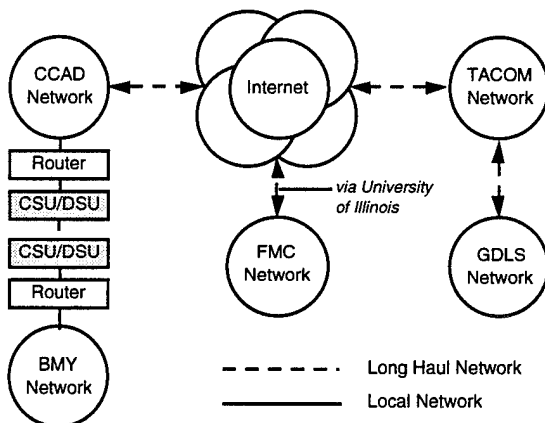 CCAD
Network
Internet
TACOM
Network
Router
CSU/DSU
CSU/DSU
Router
BMY
Network
via University
of Illinois
FMC
Network
GDLS
Network
Long Haul Network
Local Network